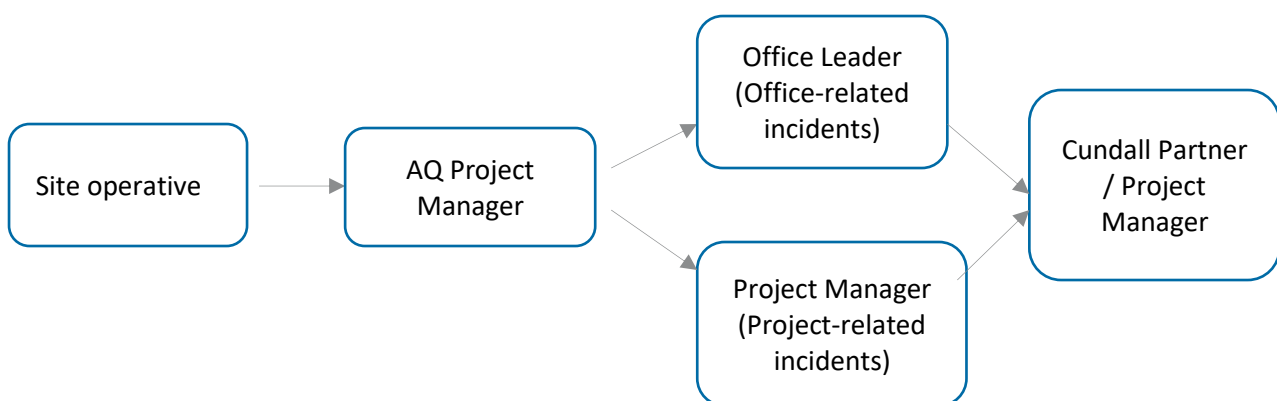 Site operative
AQ Project
Manager
Office Leader
(Office-related
incidents)
Project Manager
(Project-related
incidents)
Cundall Partner
/ Project
Manager